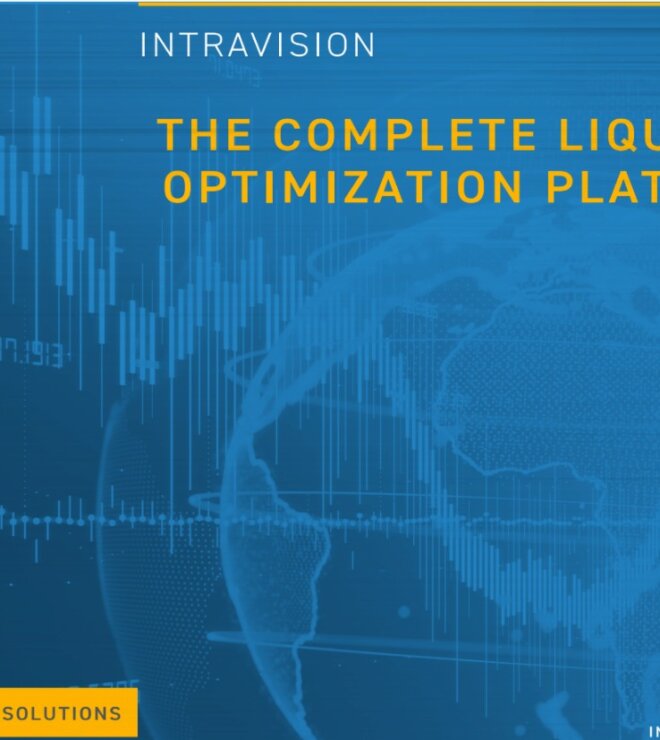 INTRAVISION
THE COMPLETE LIQU
OPTIMIZATION PLAT
SOLUTIONS